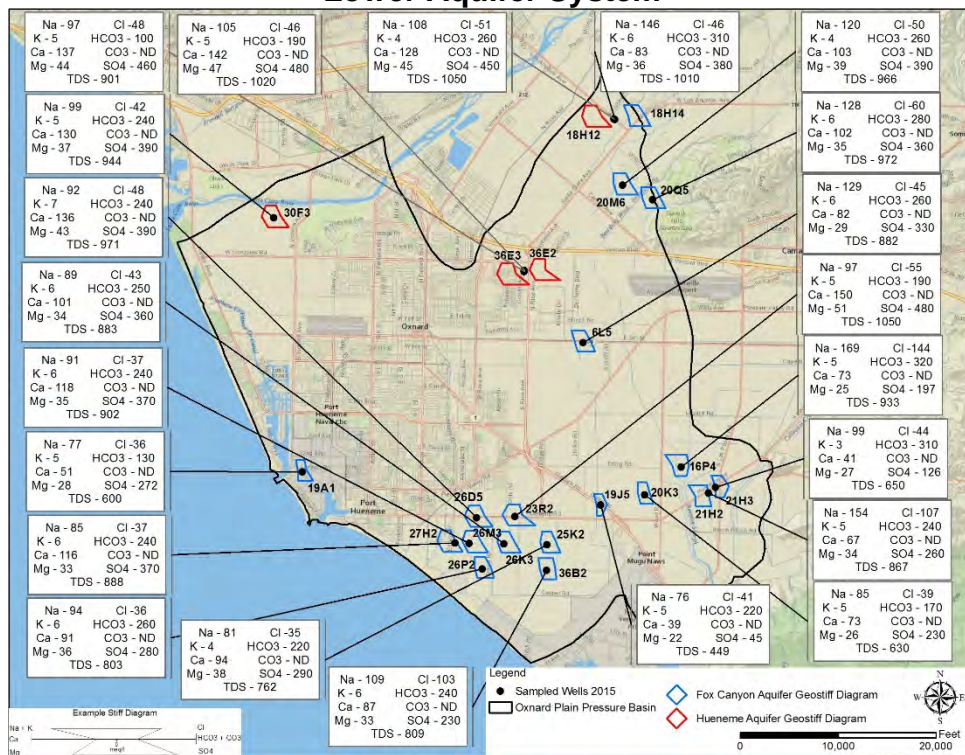 Lower Aquifer System
Na - 97 Cl -48
K - 5 HCO3 - 100
Ca - 137 CO3 - ND
Mg - 44 SO4 - 460
TDS - 901
Na - 105 Cl -46
K - 5 HCO3 - 190
Ca - 142 CO3 - ND
Mg - 47 SO4 - 480
TDS - 1020
Na - 108 Cl -51
K - 4 HCO3 - 260
Ca - 128 CO3 - ND
Mg - 45 SO4 - 450
TDS - 1050
Na - 146 Cl -46
K - 6 HCO3 - 310
Ca - 83 CO3 - ND
Mg - 36 SO4 - 380
TDS - 1010
Na - 120 Cl -50
K - 4 HCO3 - 260
Ca - 103 CO3 - ND
Mg - 39 SO4 - 390
TDS - 966
Na - 99 Cl -42
K - 5 HCO3 - 240
Ca - 130 CO3 - ND
Mg - 37 SO4 - 390
TDS - 944
Na - 128 Cl -60
K - 6 HCO3 - 280
Ca - 102 CO3 - ND
Mg - 35 SO4 - 360
TDS - 972
Na - 92 Cl -48
K - 7 HCO3 - 240
Ca - 136 CO3 - ND
Mg - 43 SO4 - 390
TDS - 971
Na - 129 Cl -45
K - 6 HCO3 - 260
Ca - 82 CO3 - ND
Mg - 29 SO4 - 330
TDS - 882
Na - 89 Cl -43
K - 6 HCO3 - 250
Ca - 101 CO3 - ND
Mg - 34 SO4 - 360
TDS - 883
Na - 97 Cl -55
K - 5 HCO3 - 190
Ca - 150 CO3 - ND
Mg - 51 SO4 - 480
TDS - 1050
Na - 91 Cl -37
K - 6 HCO3 - 240
Ca - 118 CO3 - ND
Mg - 35 SO4 - 370
TDS - 902
Na - 169 Cl -144
K - 5 HCO3 - 320
Ca - 73 CO3 - ND
Mg - 25 SO4 - 197
TDS - 933
Na - 77 Cl -36
K - 5 HCO3 - 130
Ca - 51 CO3 - ND
Mg - 28 SO4 - 272
TDS - 600
Na - 99 Cl -44
K - 3 HCO3 - 310
Ca - 41 CO3 - ND
Mg - 27 SO4 - 126
TDS - 650
Na - 85 Cl -37
K - 6 HCO3 - 240
Ca - 116 CO3 - ND
Mg - 33 SO4 - 370
TDS - 888
Na - 154 Cl -107
K - 5 HCO3 - 240
Ca - 67 CO3 - ND
Mg - 34 SO4 - 260
TDS - 867
Na - 94 Cl -36
K - 6 HCO3 - 260
Ca - 91 CO3 - ND
Mg - 36 SO4 - 280
TDS - 803
Na - 81 Cl -35
K - 4 HCO3 - 220
Ca - 94 CO3 - ND
Mg - 38 SO4 - 290
TDS - 762
Na - 109 Cl -103
K - 6 HCO3 - 240
Ca - 87 CO3 - ND
Mg - 33 SO4 - 230
TDS - 809
Na - 76 Cl -41
K - 5 HCO3 - 220
Ca - 39 CO3 - ND
Mg - 22 SO4 - 45
TDS - 449
Na - 85 Cl -39
K - 5 HCO3 - 170
Ca - 73 CO3 - ND
Mg - 26 SO4 - 230
TDS - 630
18H12
18H14
20M6
20Q5
30F3
36E3
36E2
6L5
Oxnard
Port
Hueneme
Naval Cbc
Port
Hueneme
16P4
21H3
21H2
20K3
19J5
19A1
26D5
23R2
27H2
26M3
26K3
25K2
26P2
36B2
Point
Mugu Naws
Legend
Sampled Wells 2015
Oxnard Plain Pressure Basin
Fox Canyon Aquifer Geostiff Diagram
Hueneme Aquifer Geostiff Diagram
N
W E
S
Feet
0 10,000 20,000
Example Stiff Diagram
Na + K Cl
Ca HCO3 + CO3
Mg SO4